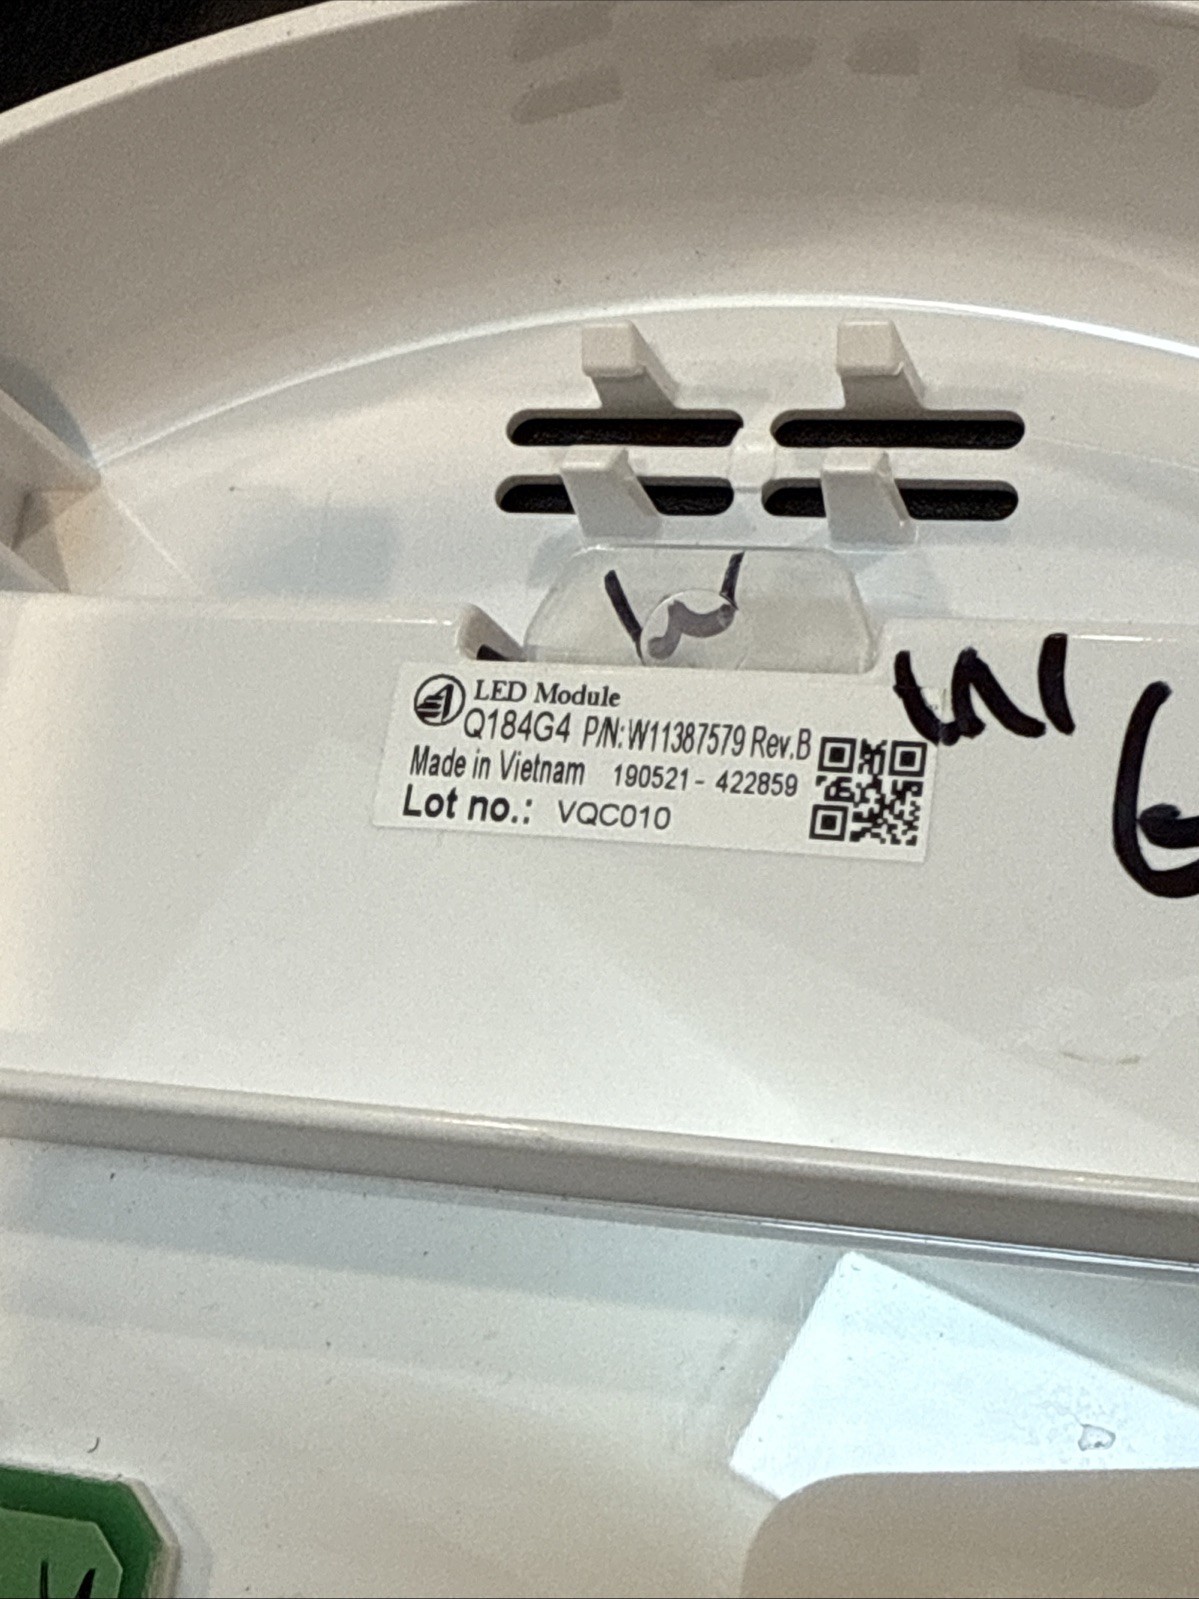 LED Module
Q184G4 P/N: W11387579 Rev.B
Made in Vietnam 190521 - 422859
Lot no.: VQC010